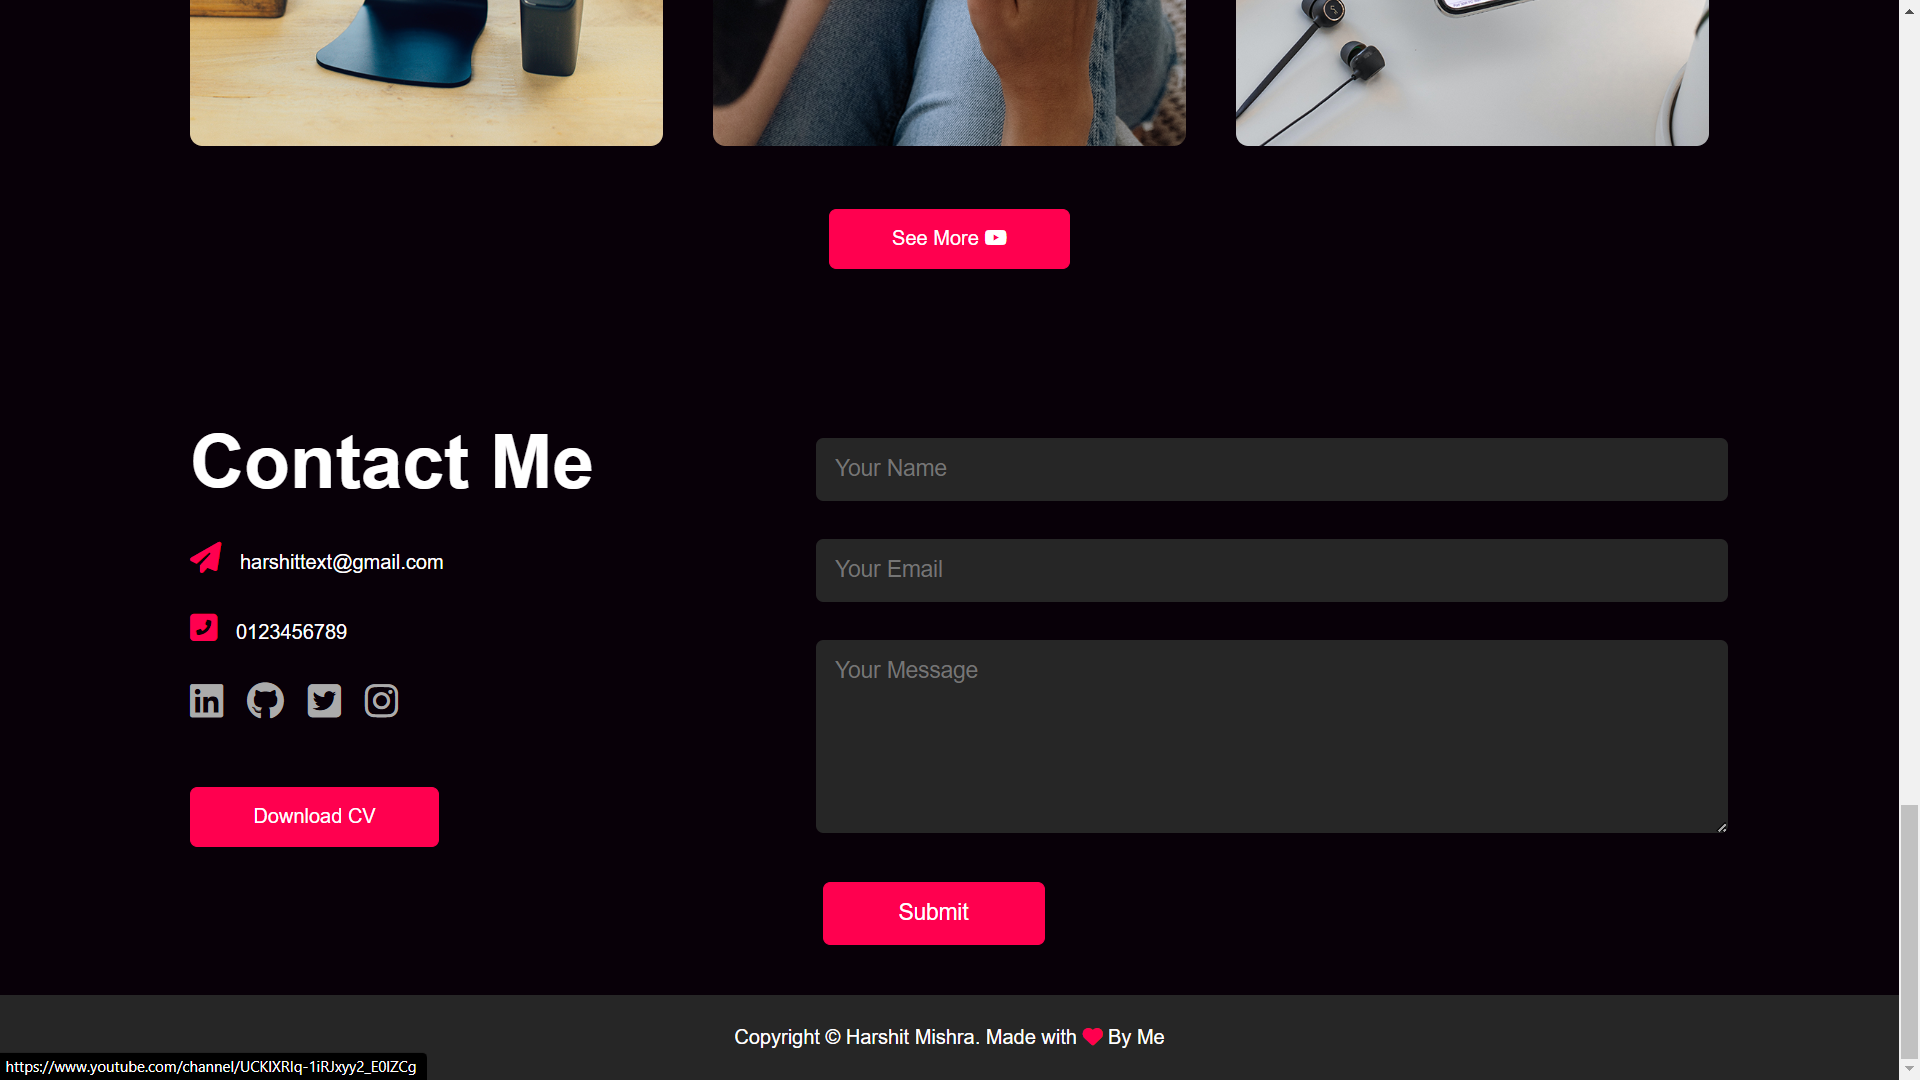 See More
Contact Me
harshittext@gmail.com
0123456789
Download CV
Your Name
Your Email
Your Message
Submit
Copyright © Harshit Mishra. Made with By Me
https://www.youtube.com/channel/UCKIXRIq-1iRJxyy2_E0IZCg